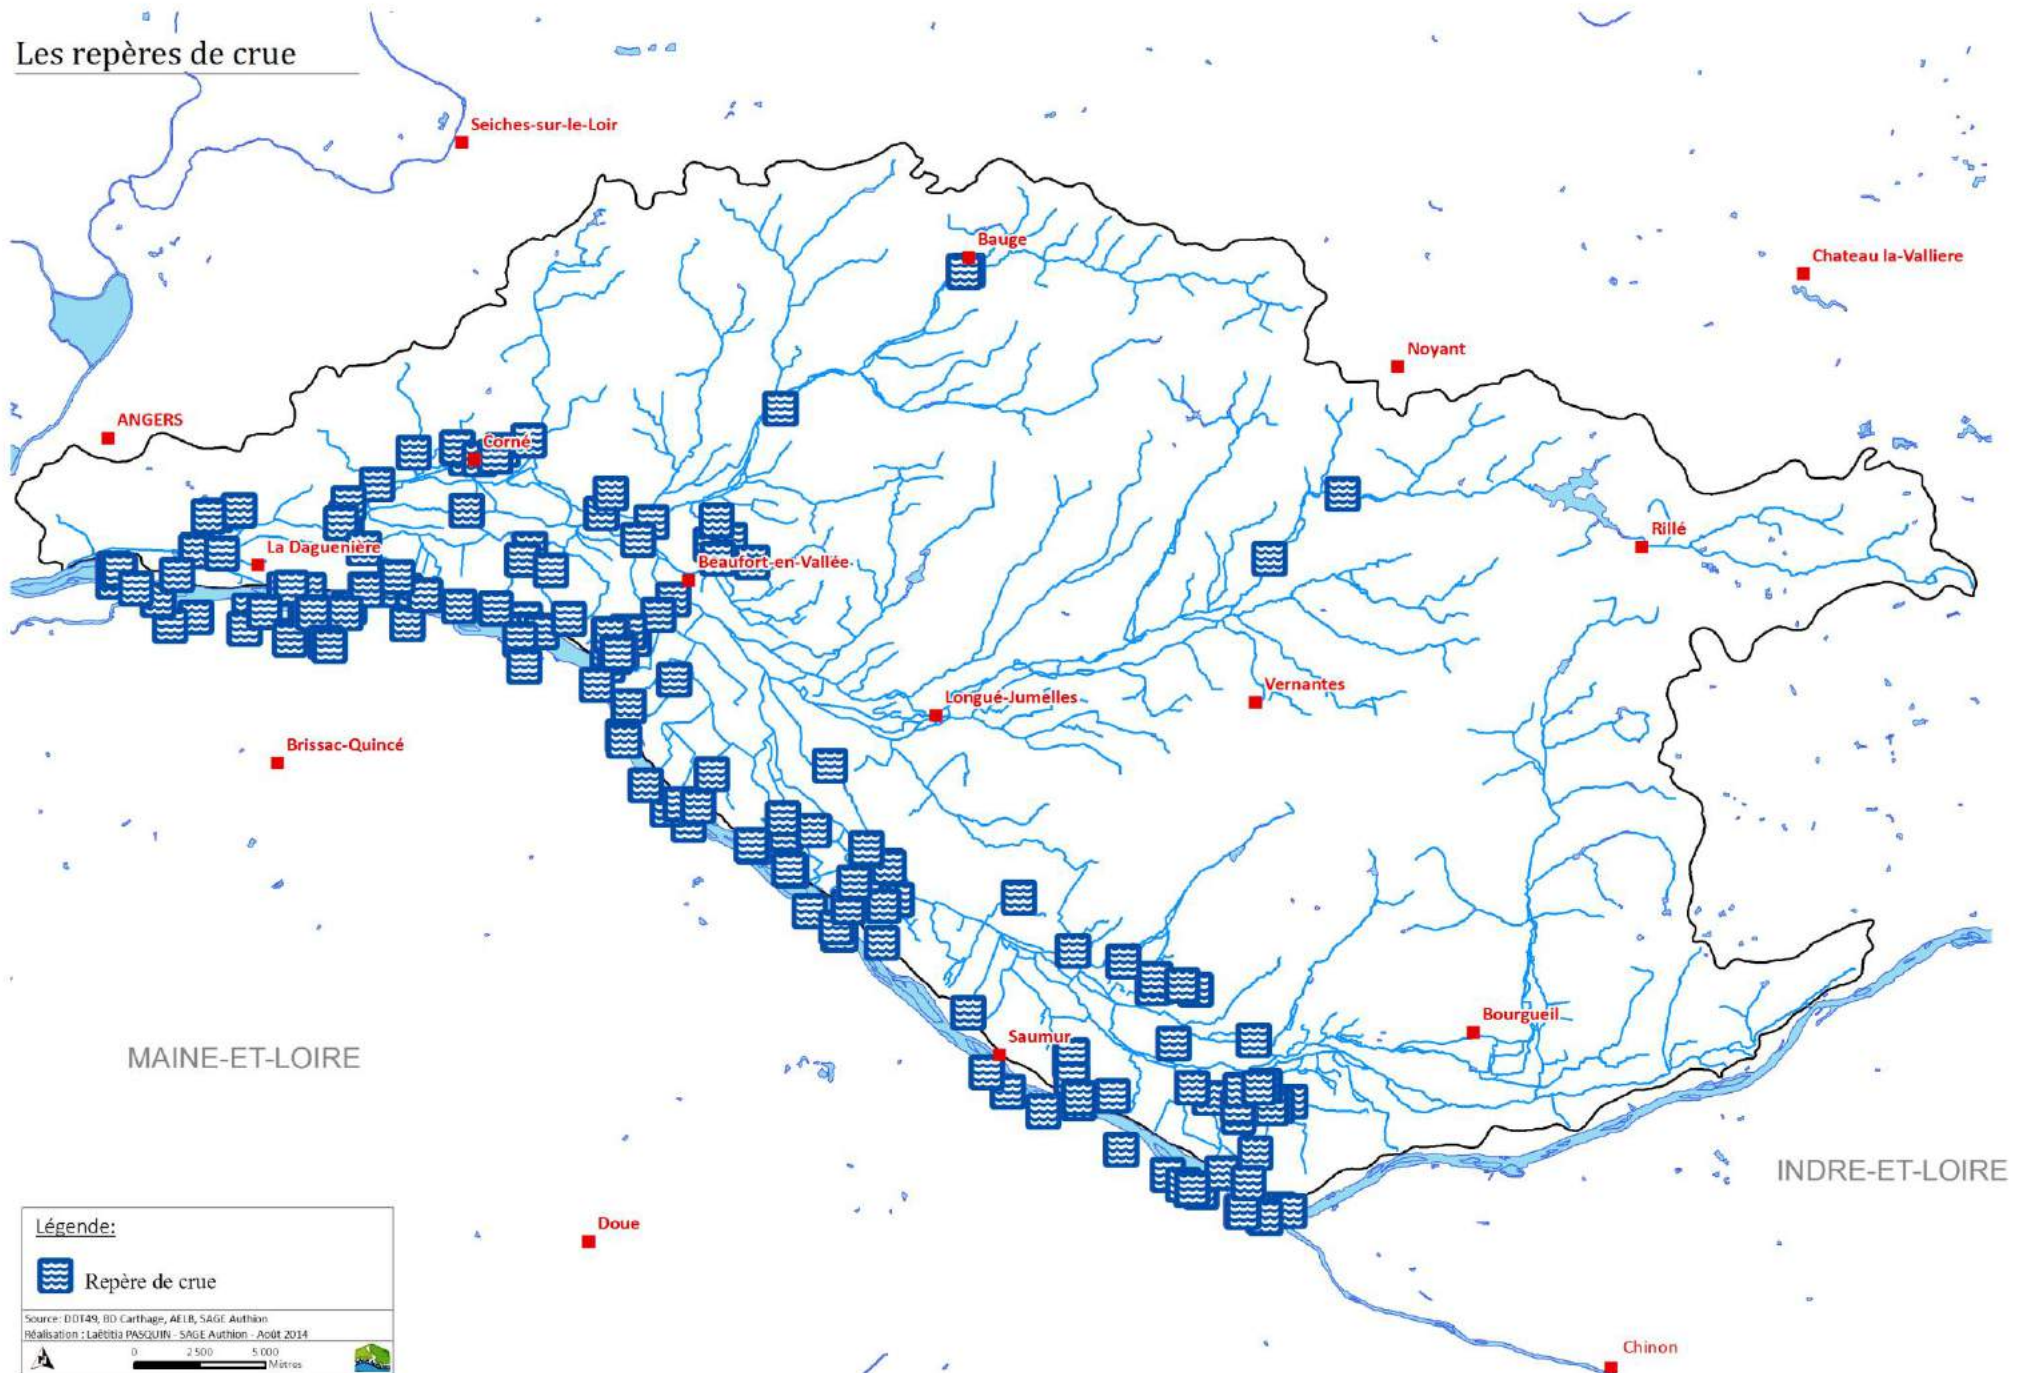 Les repères de crue
Seiches-sur-le-Loir
Bauge
Chateau la-Valliere
Noyant
ANGERS
Corné
Rillé
La Daguenière
Beaufort-en-Vallée
Vernantes
Longué-Jumelles
Brissac-Quincé
Bourgueil
Saumur
MAINE-ET-LOIRE
INDRE-ET-LOIRE
Doue
Chinon
Légende:
Repère de crue
Source: DDT49, BD Carthage, AELB, SAGE Authion
Réalisation : Laëtitia PASQUIN - SAGE Authion - Août 2014
0 2 500 5 000
Mètres